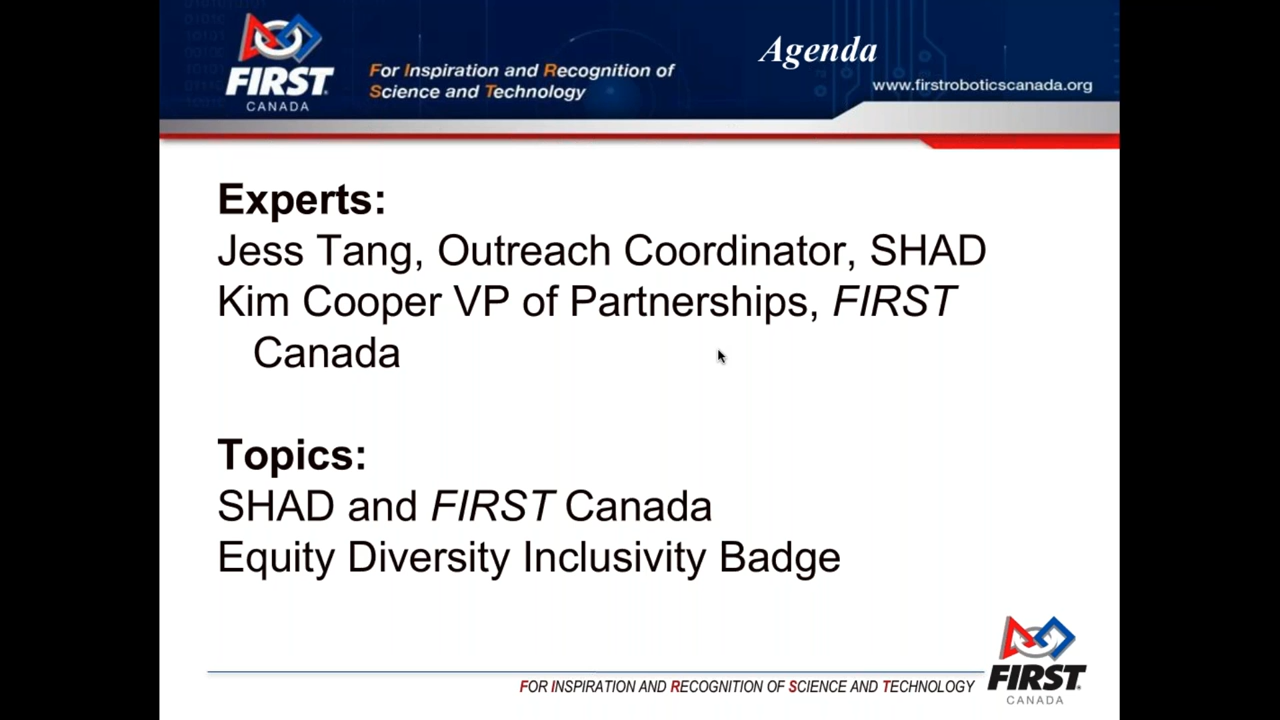 FIRST
CANADA
For Inspiration and Recognition of
Science and Technology
Agenda
www.firstroboticscanada.org
Experts:
Jess Tang, Outreach Coordinator, SHAD
Kim Cooper VP of Partnerships, FIRST
Canada
Topics:
SHAD and FIRST Canada
Equity Diversity Inclusivity Badge
FOR INSPIRATION AND RECOGNITION OF SCIENCE AND TECHNOLOGY
FIRST
CANADA